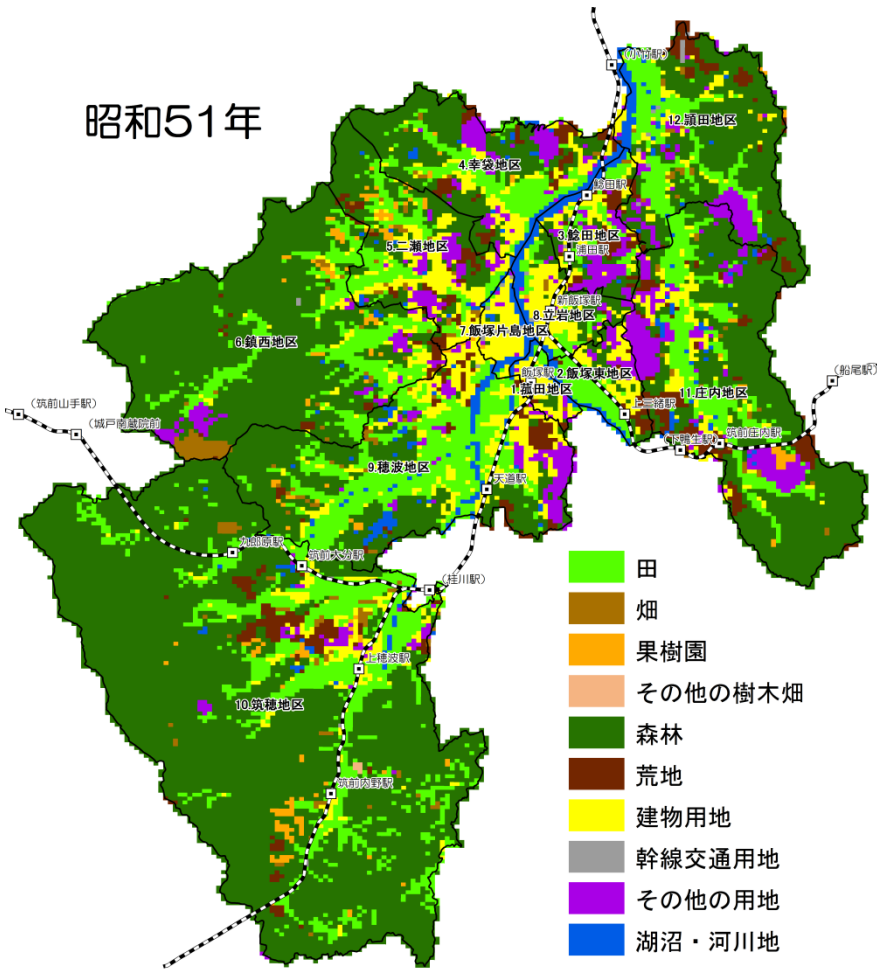 昭和51年
(小竹駅)
12.頴田地区
4.幸袋地区
鯰田駅
3.鯰田地区
5.二瀬地区
浦田駅
新飯塚駅
8.立岩地区
7.飯塚片島地区
6.鎮西地区
飯塚駅
2.飯塚東地区
1.菰田地区
(船尾駅)
11.庄内地区
(筑前山手駅)
上三緒駅
(城戸南蔵院前
筑前庄内駅
(下鴨生駅)
9.穂波地区
天道駅
九郎原駅
筑前大分駅
(桂川駅)
上穂波駅
10.筑穂地区
筑前内野駅
田
畑
果樹園
その他の樹木畑
森林
荒地
建物用地
幹線交通用地
その他の用地
湖沼・河川地